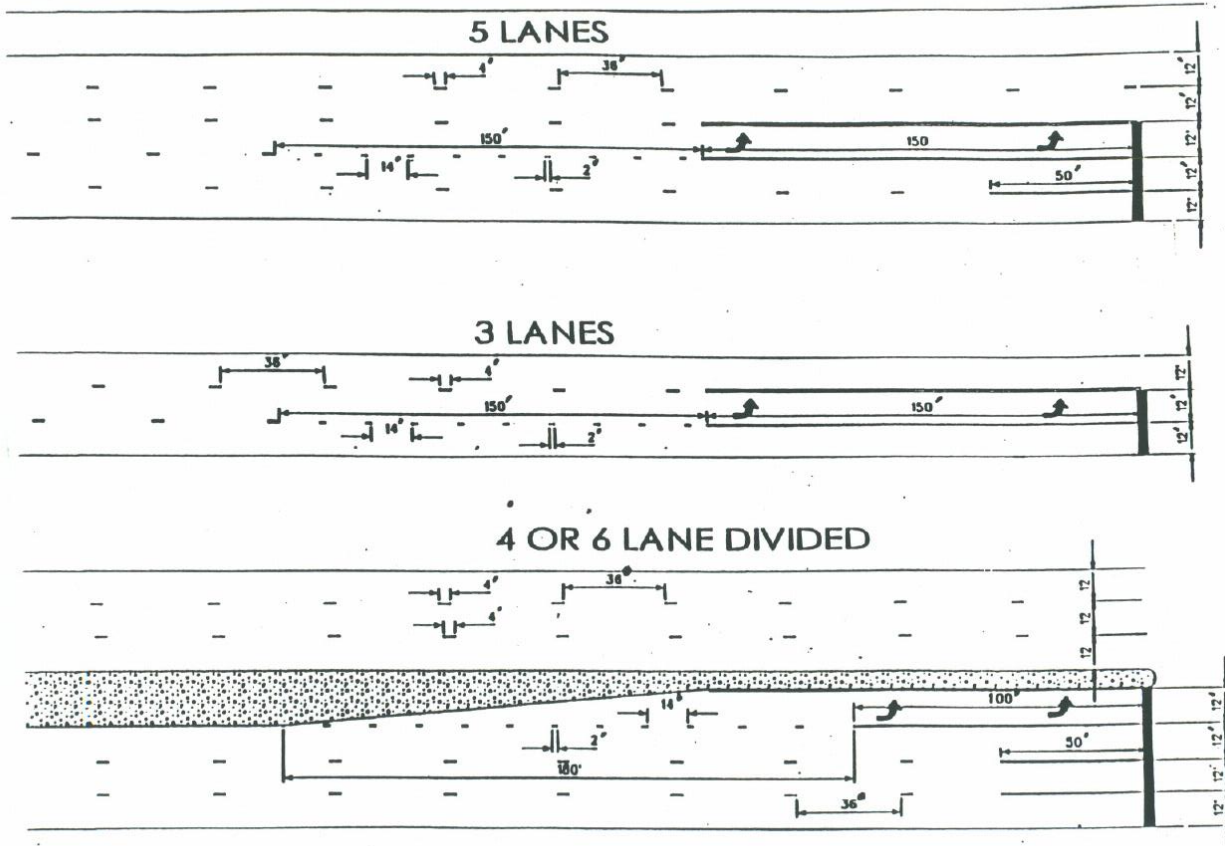 5 LANES
4" 36" 12"
12"
150" 150 12'
14" 2" 50" 12"
12'
3 LANES
36" 4" 12'
150" 150" 12"
14" 2" 12"
4 OR 6 LANE DIVIDED
4" 36" 12
4" 12
12
14" 100" 12"
2" 50" 12"
180' 12'
36" 12'